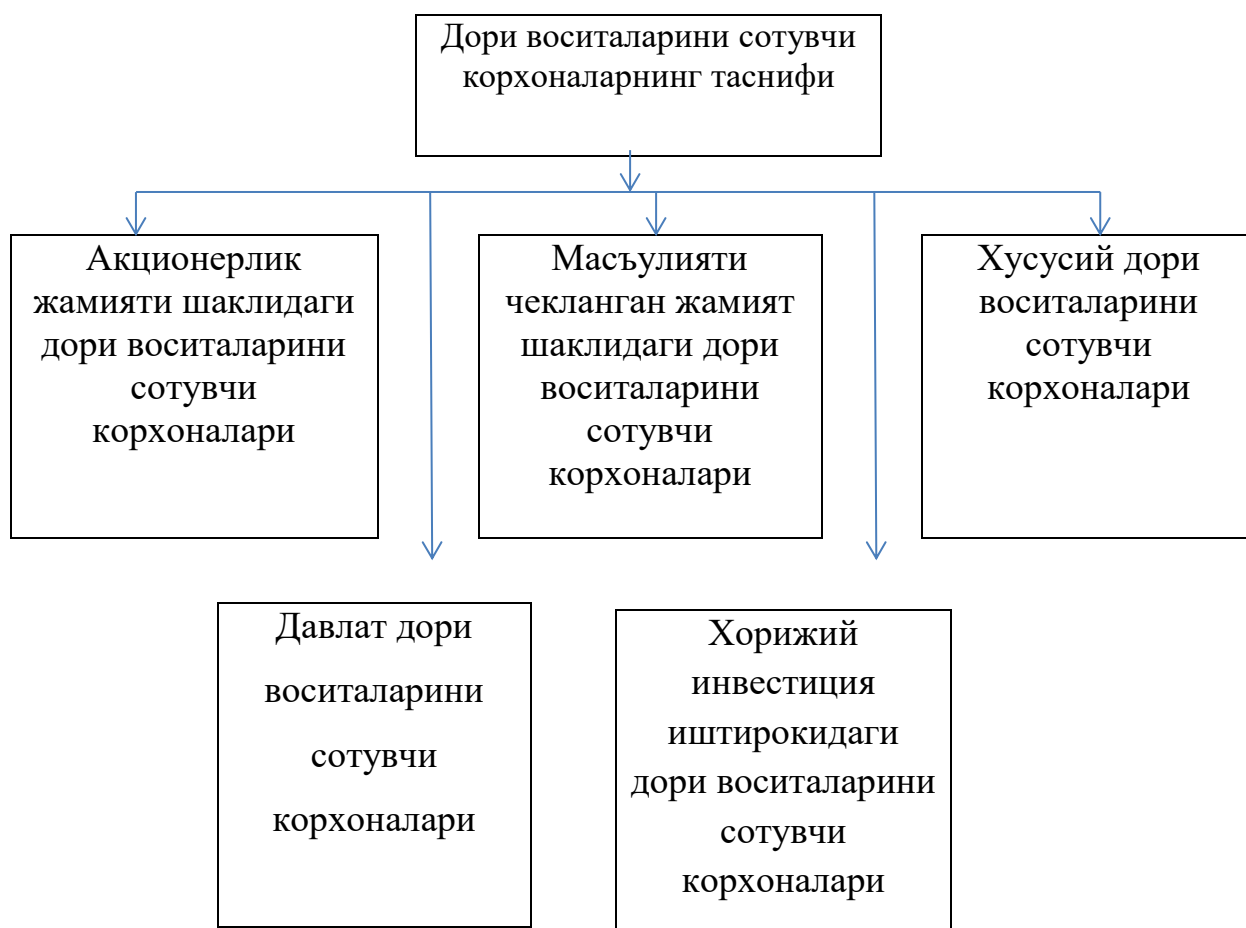 Дори воситаларини сотувчи
корхоналарнинг таснифи
Акционерлик
жамияти шаклидаги
дори воситаларини
сотувчи
корхоналари
Масъулияти
чекланган жамият
шаклидаги дори
воситаларини
сотувчи
корхоналари
Хусусий дори
воситаларини
сотувчи
корхоналари
Давлат дори
воситаларини
сотувчи
корхоналари
Хорижий
инвестиция
иштирокидаги
дори воситаларини
сотувчи
корхоналари